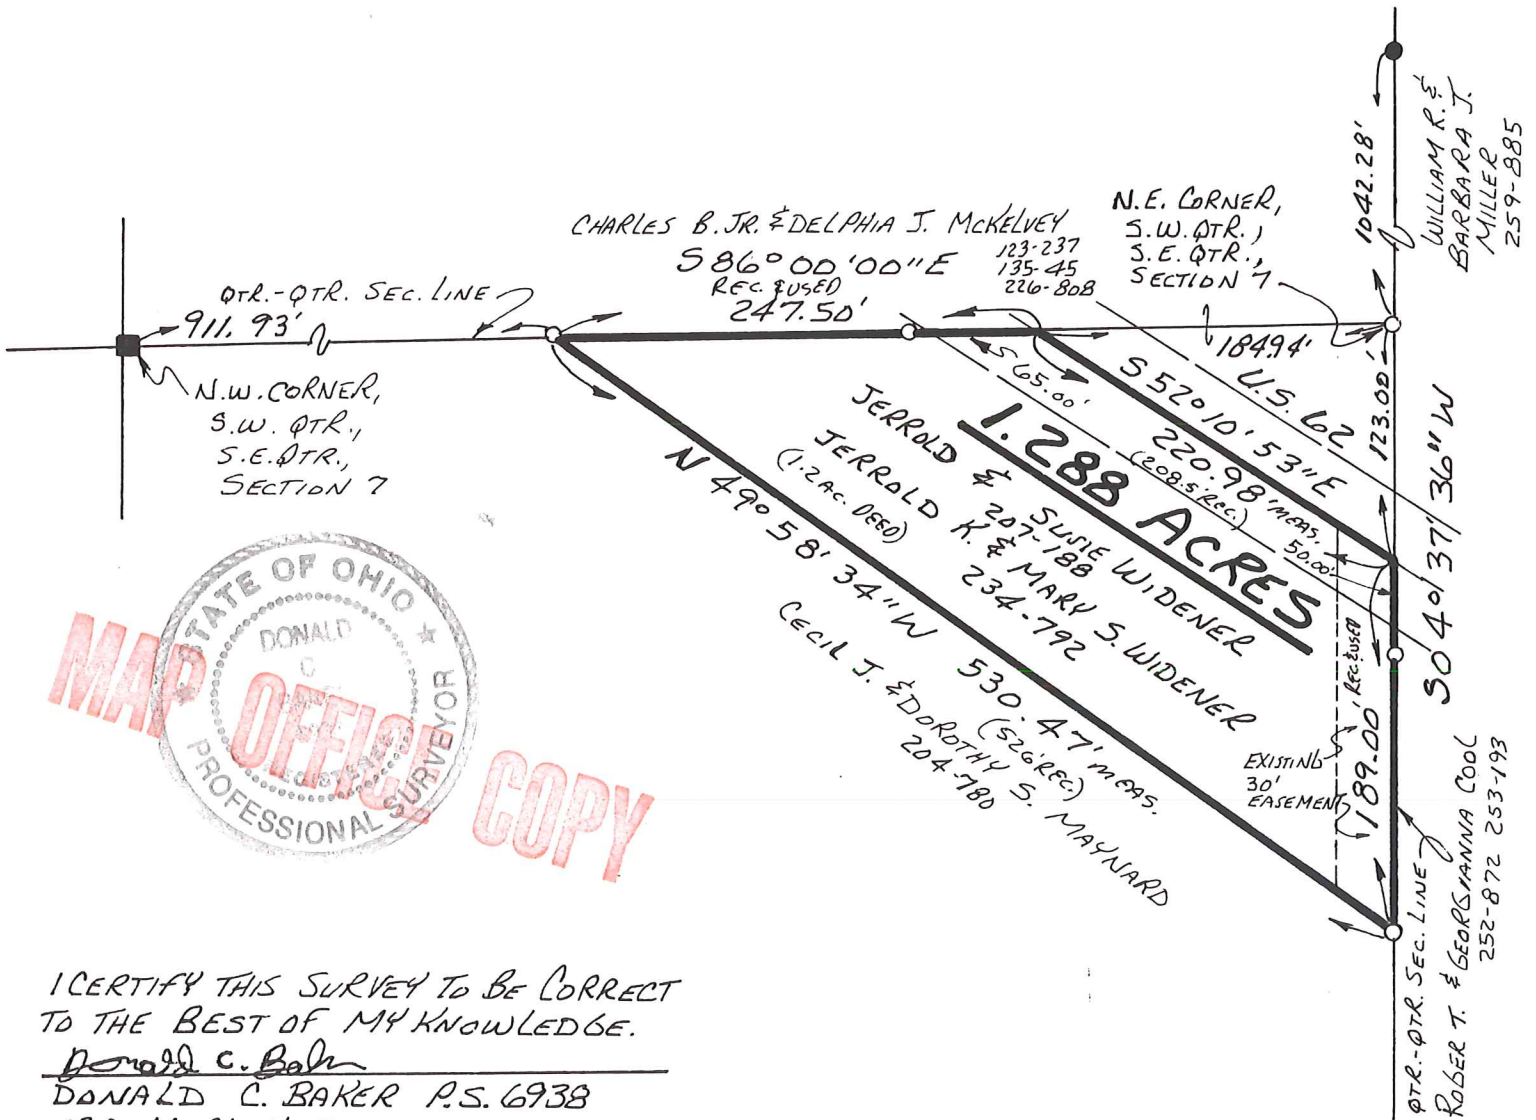 WILLIAM R. &
BARBARA J.
MILLER
259-885
1042.28'
N.E. CORNER,
S.W. QTR.,
S.E. QTR.,
SECTION 7
CHARLES B. JR. & DELPHIA J. McKELVEY
123-237
135-45
226-808
S 86° 00' 00" E
REC. & USED
247.50'
QTR.-QTR. SEC. LINE
911.93'
N.W. CORNER,
S.W. QTR.,
S.E. QTR.,
SECTION 7
184.94'
U.S. 62
123.00'
S 65.00'
S 52° 10' 53" E
220.98' MEAS.
(208.5' REC.)
50.00'
1.288 ACRES
JERROLD & SUSIE WIDENER
207-188
JERROLD K. & MARY S. WIDENER
(1.2 AC. DEED)
234-792
N 49° 58' 34" W 530.47' MEAS.
(526' REC.)
CECIL J. & DOROTHY S. MAYNARD
204-780
S 0 4° 01' 37' 36" W
189.00' REC. & USED
EXISTING
30'
EASEMENT
QTR.-QTR. SEC. LINE
ROBERT T. & GEORGIANNA COOL
252-872 253-193
STATE OF OHIO
DONALD
C
REGISTERED
PROFESSIONAL SURVEYOR
MAP OFFICE COPY
I CERTIFY THIS SURVEY TO BE CORRECT
TO THE BEST OF MY KNOWLEDGE.
Donald C. Baker
DONALD C. BAKER P.S. 6938